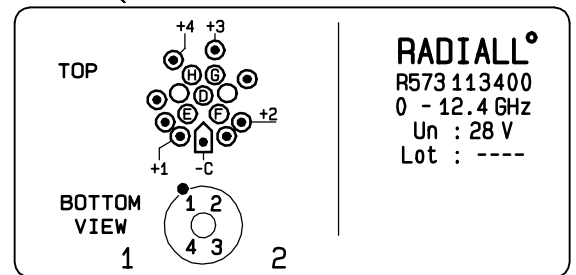 +4 +3
TOP
H G
D
E F
+2
+1 -C
BOTTOM
VIEW
1 2
4 3
1 2
RADIALL°
R573 113400
0 - 12.4 GHz
Un : 28 V
Lot : ----